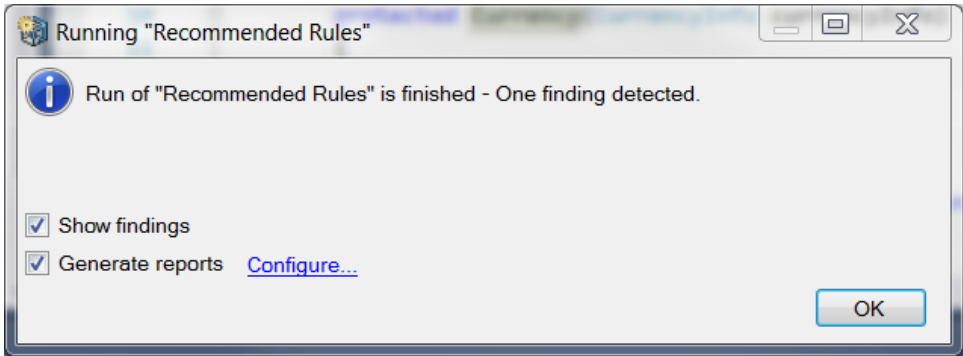 Running "Recommended Rules"
Run of "Recommended Rules" is finished - One finding detected.
Show findings
Generate reports Configure...
OK